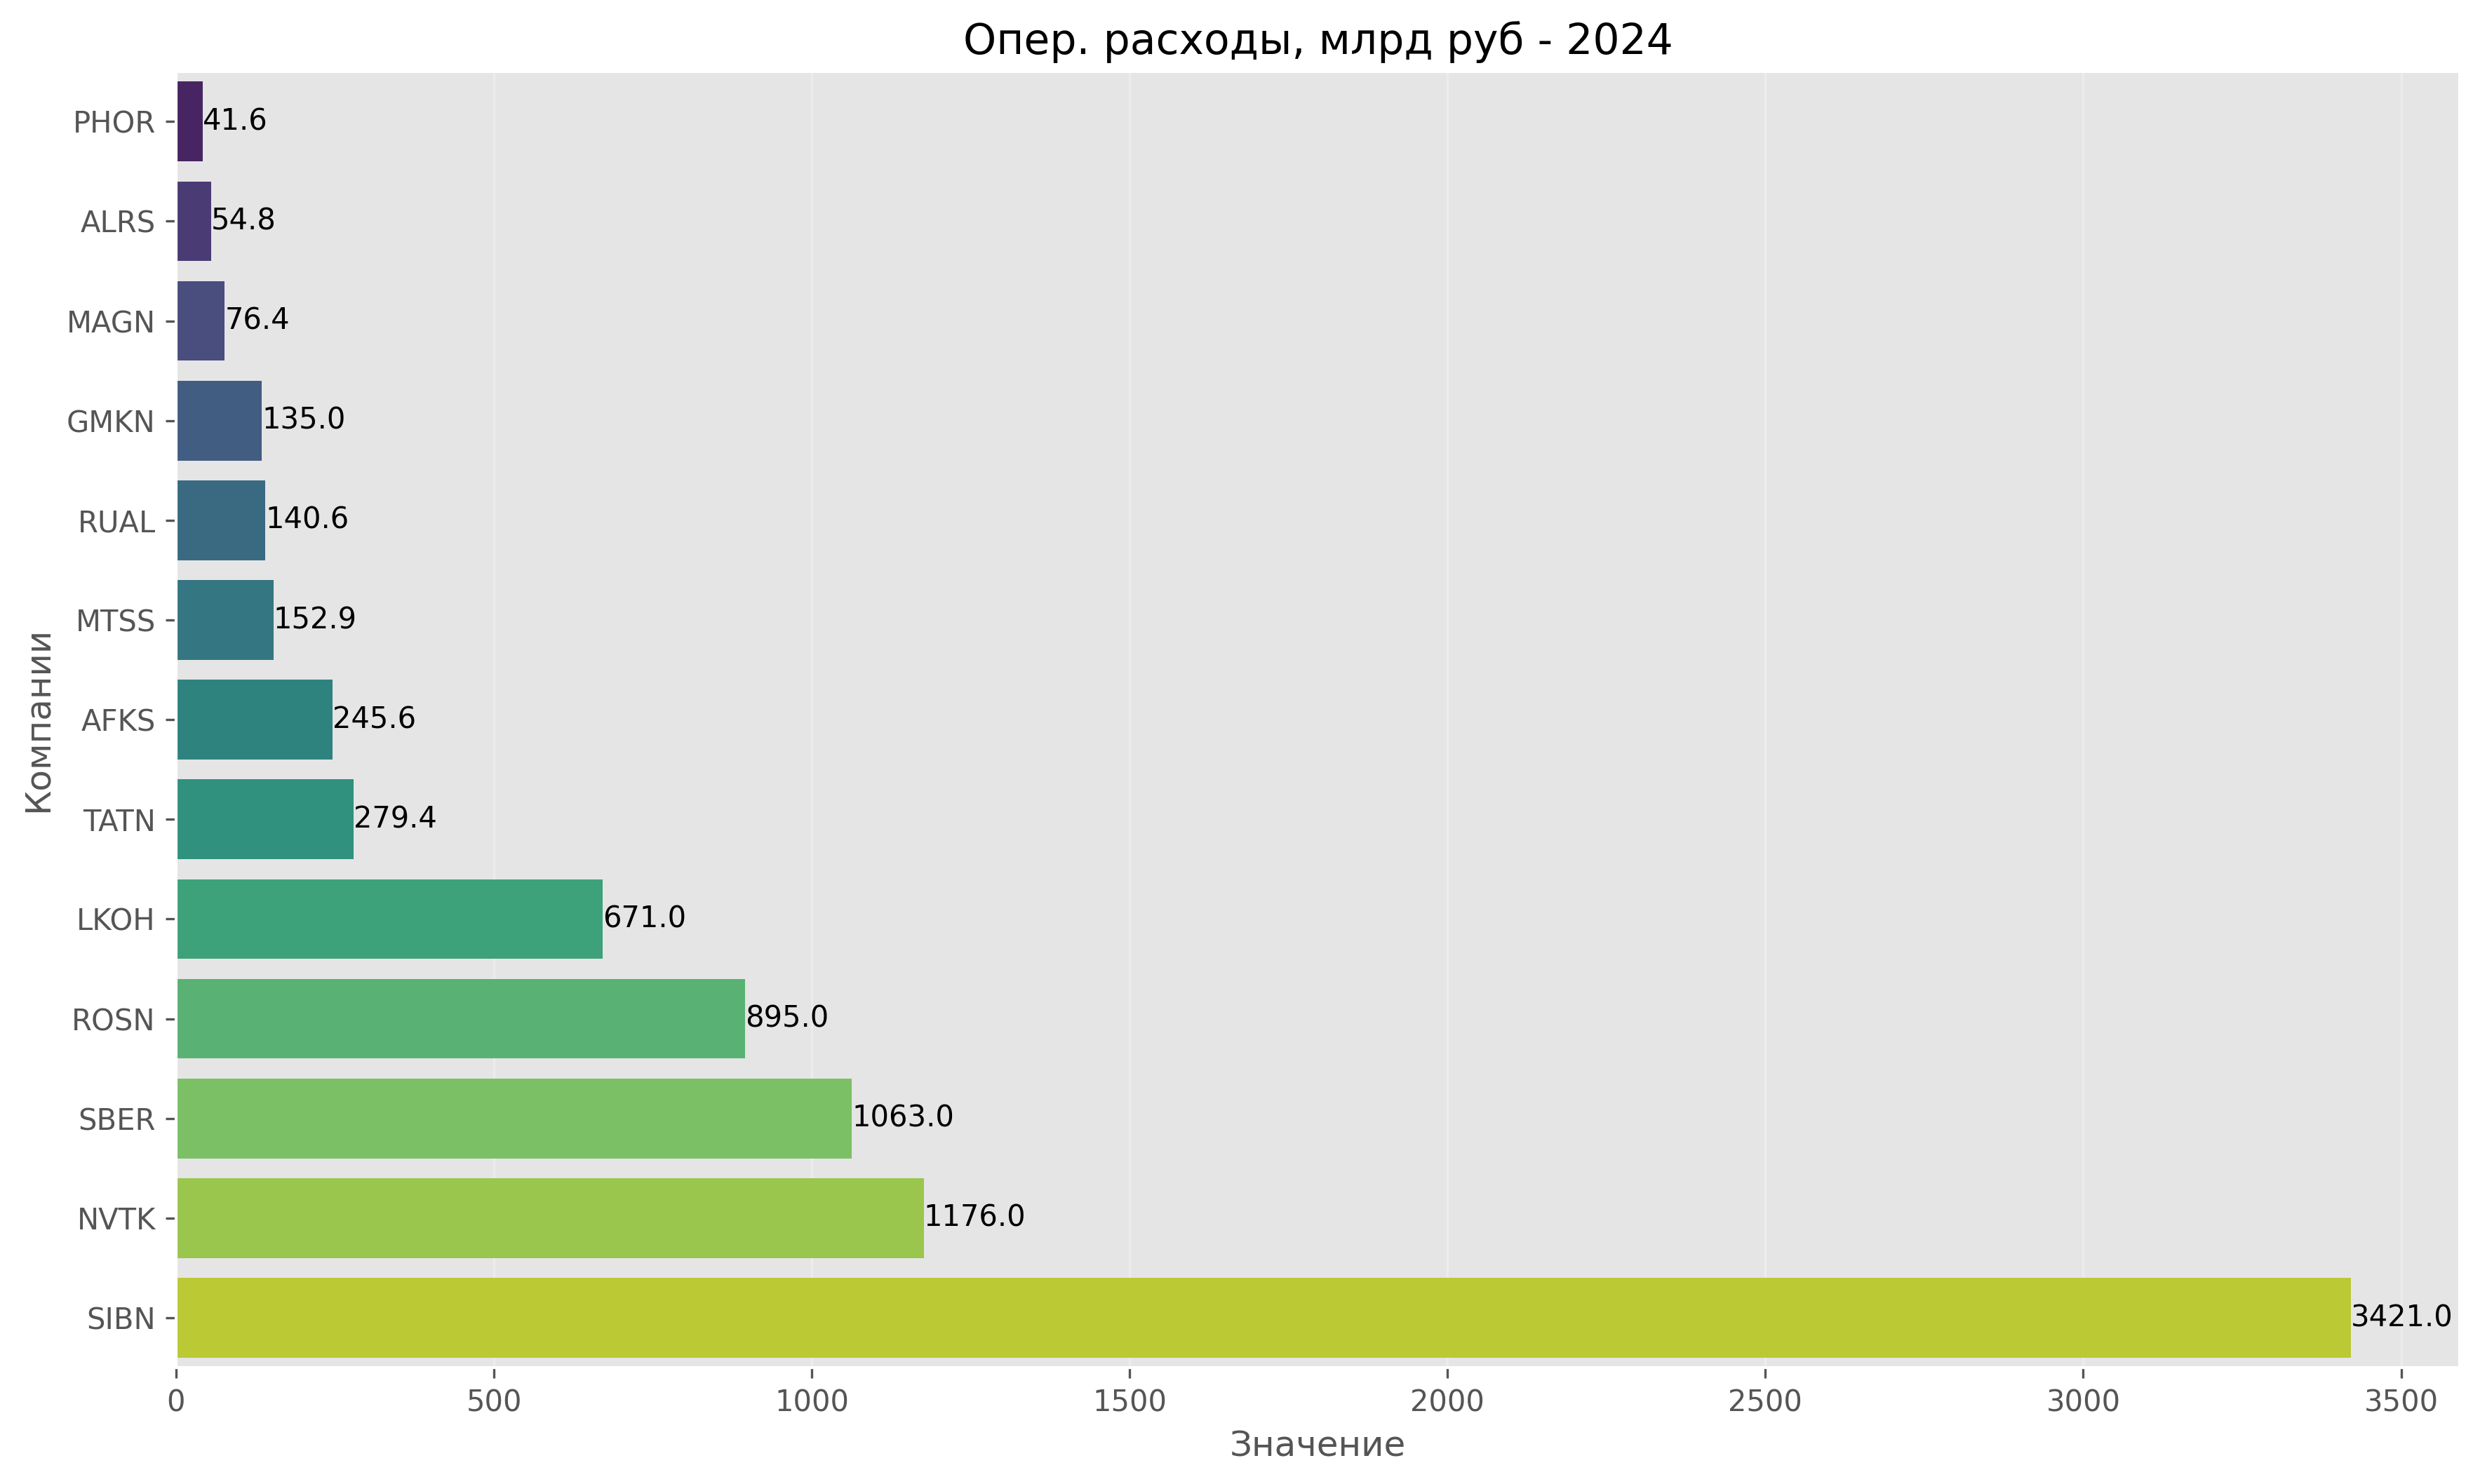 Опер. расходы, млрд руб - 2024
Компании
PHOR 41.6
ALRS 54.8
MAGN 76.4
GMKN 135.0
RUAL 140.6
MTSS 152.9
AFKS 245.6
TATN 279.4
LKOH 671.0
ROSN 895.0
SBER 1063.0
NVTK 1176.0
SIBN 3421.0
0 500 1000 1500 2000 2500 3000 3500
Значение